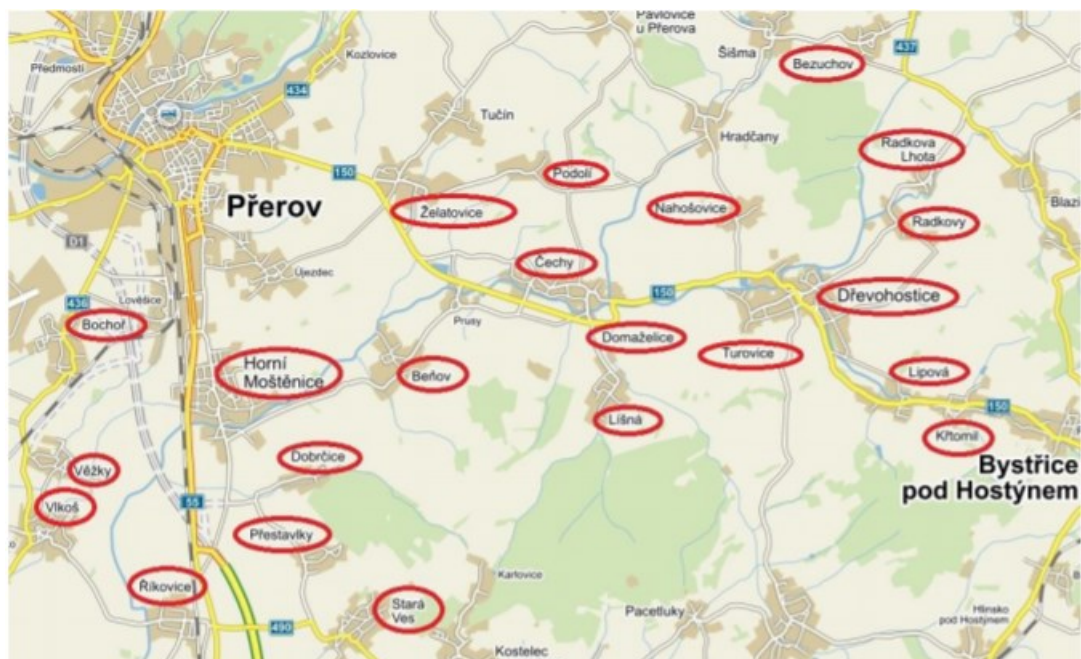 Pavlovice
u Přerova
Šišma
437
Bezuchov
Předmostí
Kozlovice
434
Tučín
Hradčany
Radkova
Lhota
150
Podolí
Přerov
Želatovice
Nahošovice
Radkovy
Blazi
D1
Újezdec
Čechy
436
Lověšice
150
Dřevohostice
Bochoř
Prusy
Domaželice
Turovice
Horní
Moštěnice
Beňov
Lipová
150
Líšná
Křtomil
Dobrčice
Věžky
Bystřice
pod Hostýnem
55
Vlkoš
Přestavlky
Říkovice
Karlovice
Stará
Ves
Pacetluky
Hlinsko
pod Hostýnem
490
Kostelec